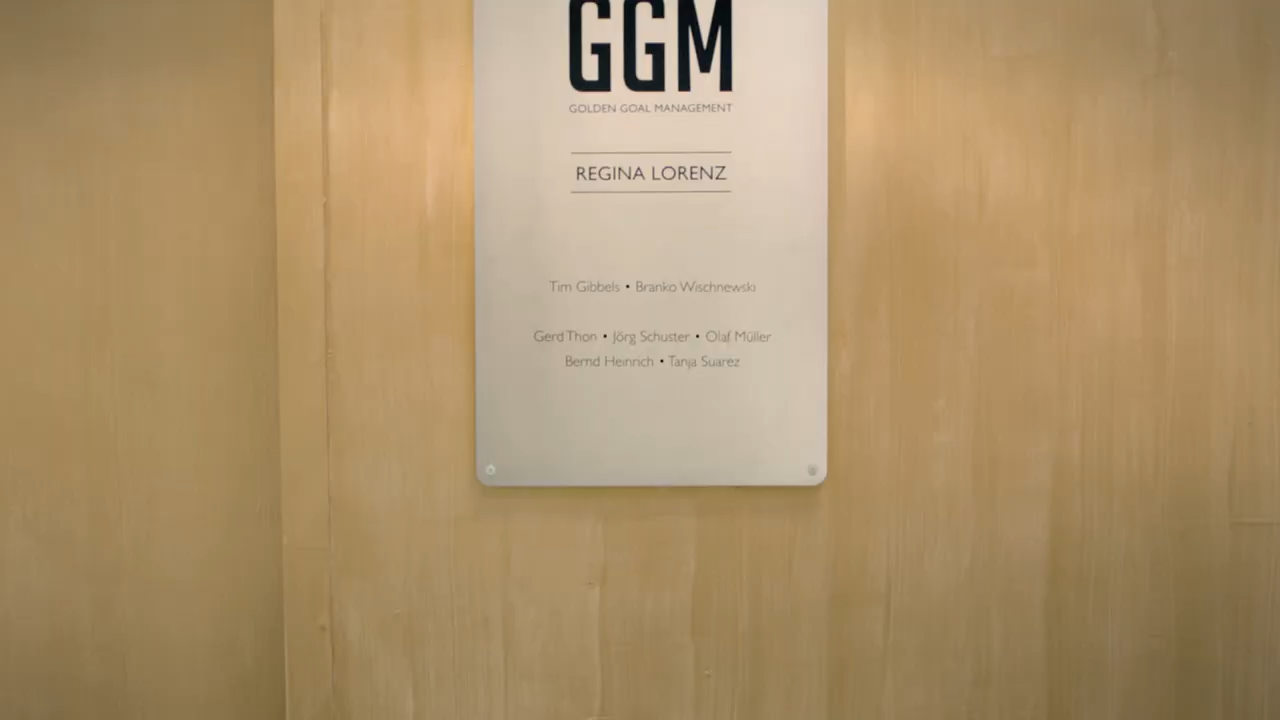 GGM
GOLDEN GOAL MANAGEMENT
REGINA LORENZ
Tim Gibbels • Branko Wischnewski
Gerd Thon • Jörg Schuster • Olaf Müller
Bernd Heinrich • Tanja Suarez